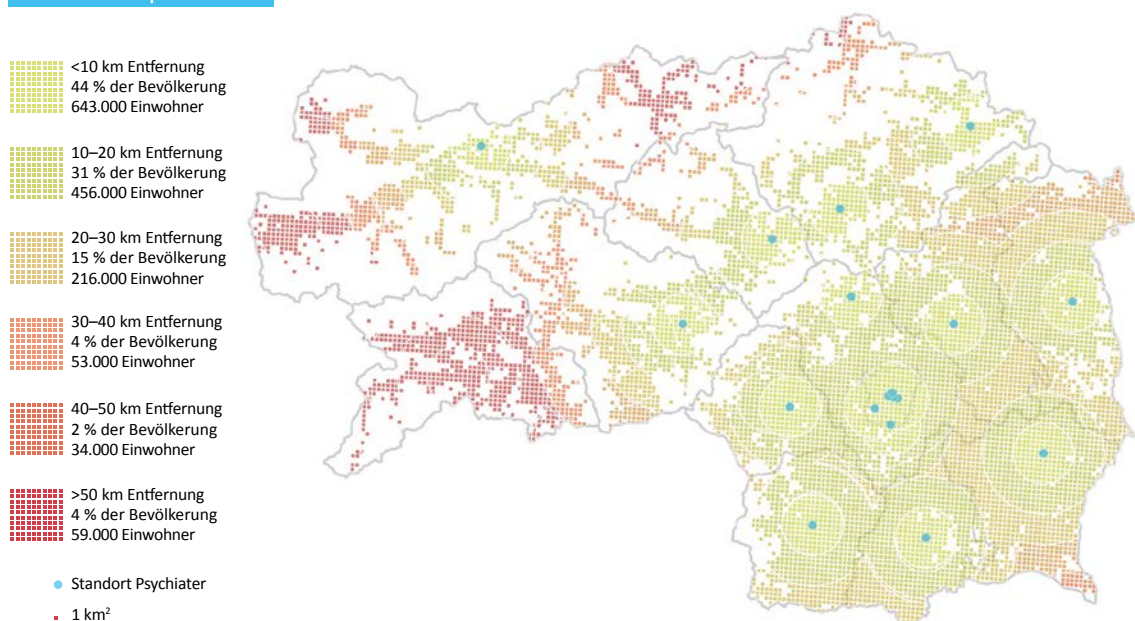 <10 km Entfernung
44 % der Bevölkerung
643.000 Einwohner
10–20 km Entfernung
31 % der Bevölkerung
456.000 Einwohner
20–30 km Entfernung
15 % der Bevölkerung
216.000 Einwohner
30–40 km Entfernung
4 % der Bevölkerung
53.000 Einwohner
40–50 km Entfernung
2 % der Bevölkerung
34.000 Einwohner
>50 km Entfernung
4 % der Bevölkerung
59.000 Einwohner
Standort Psychiater
1 km²